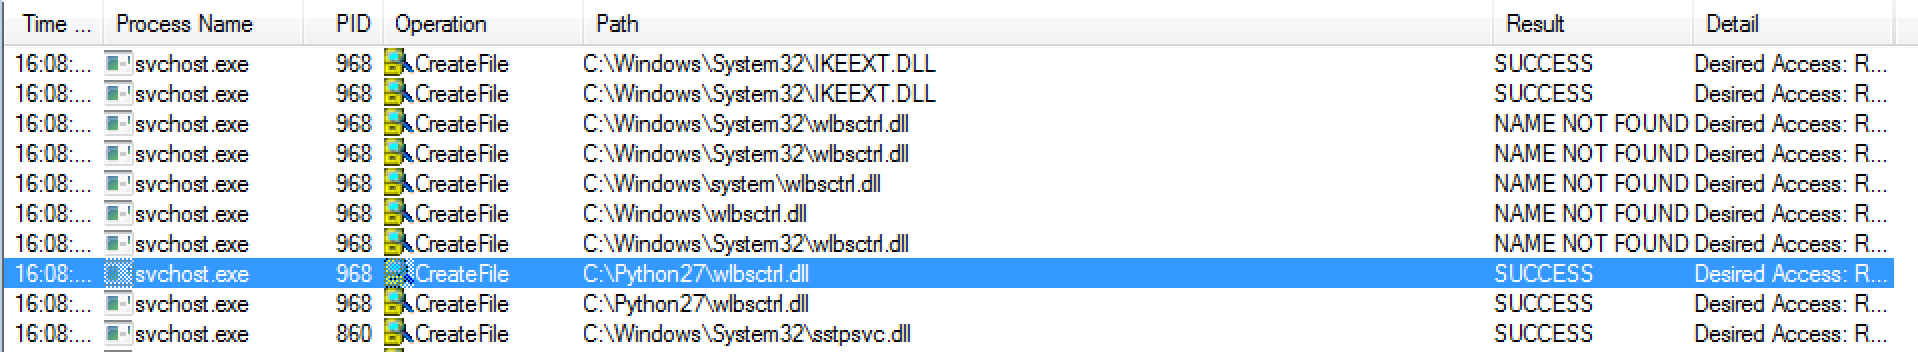 Time ... Process Name PID Operation Path Result Detail
16:08:... svchost.exe 968 CreateFile C:\Windows\System32\IKEEXT.DLL SUCCESS Desired Access: R...
16:08:... svchost.exe 968 CreateFile C:\Windows\System32\IKEEXT.DLL SUCCESS Desired Access: R...
16:08:... svchost.exe 968 CreateFile C:\Windows\System32\wlbsctrl.dll NAME NOT FOUND Desired Access: R...
16:08:... svchost.exe 968 CreateFile C:\Windows\System32\wlbsctrl.dll NAME NOT FOUND Desired Access: R...
16:08:... svchost.exe 968 CreateFile C:\Windows\system\wlbsctrl.dll NAME NOT FOUND Desired Access: R...
16:08:... svchost.exe 968 CreateFile C:\Windows\wlbsctrl.dll NAME NOT FOUND Desired Access: R...
16:08:... svchost.exe 968 CreateFile C:\Windows\System32\wlbsctrl.dll NAME NOT FOUND Desired Access: R...
16:08:... svchost.exe 968 CreateFile C:\Python27\wlbsctrl.dll SUCCESS Desired Access: R...
16:08:... svchost.exe 968 CreateFile C:\Python27\wlbsctrl.dll SUCCESS Desired Access: R...
16:08:... svchost.exe 860 CreateFile C:\Windows\System32\sstpsvc.dll SUCCESS Desired Access: R...